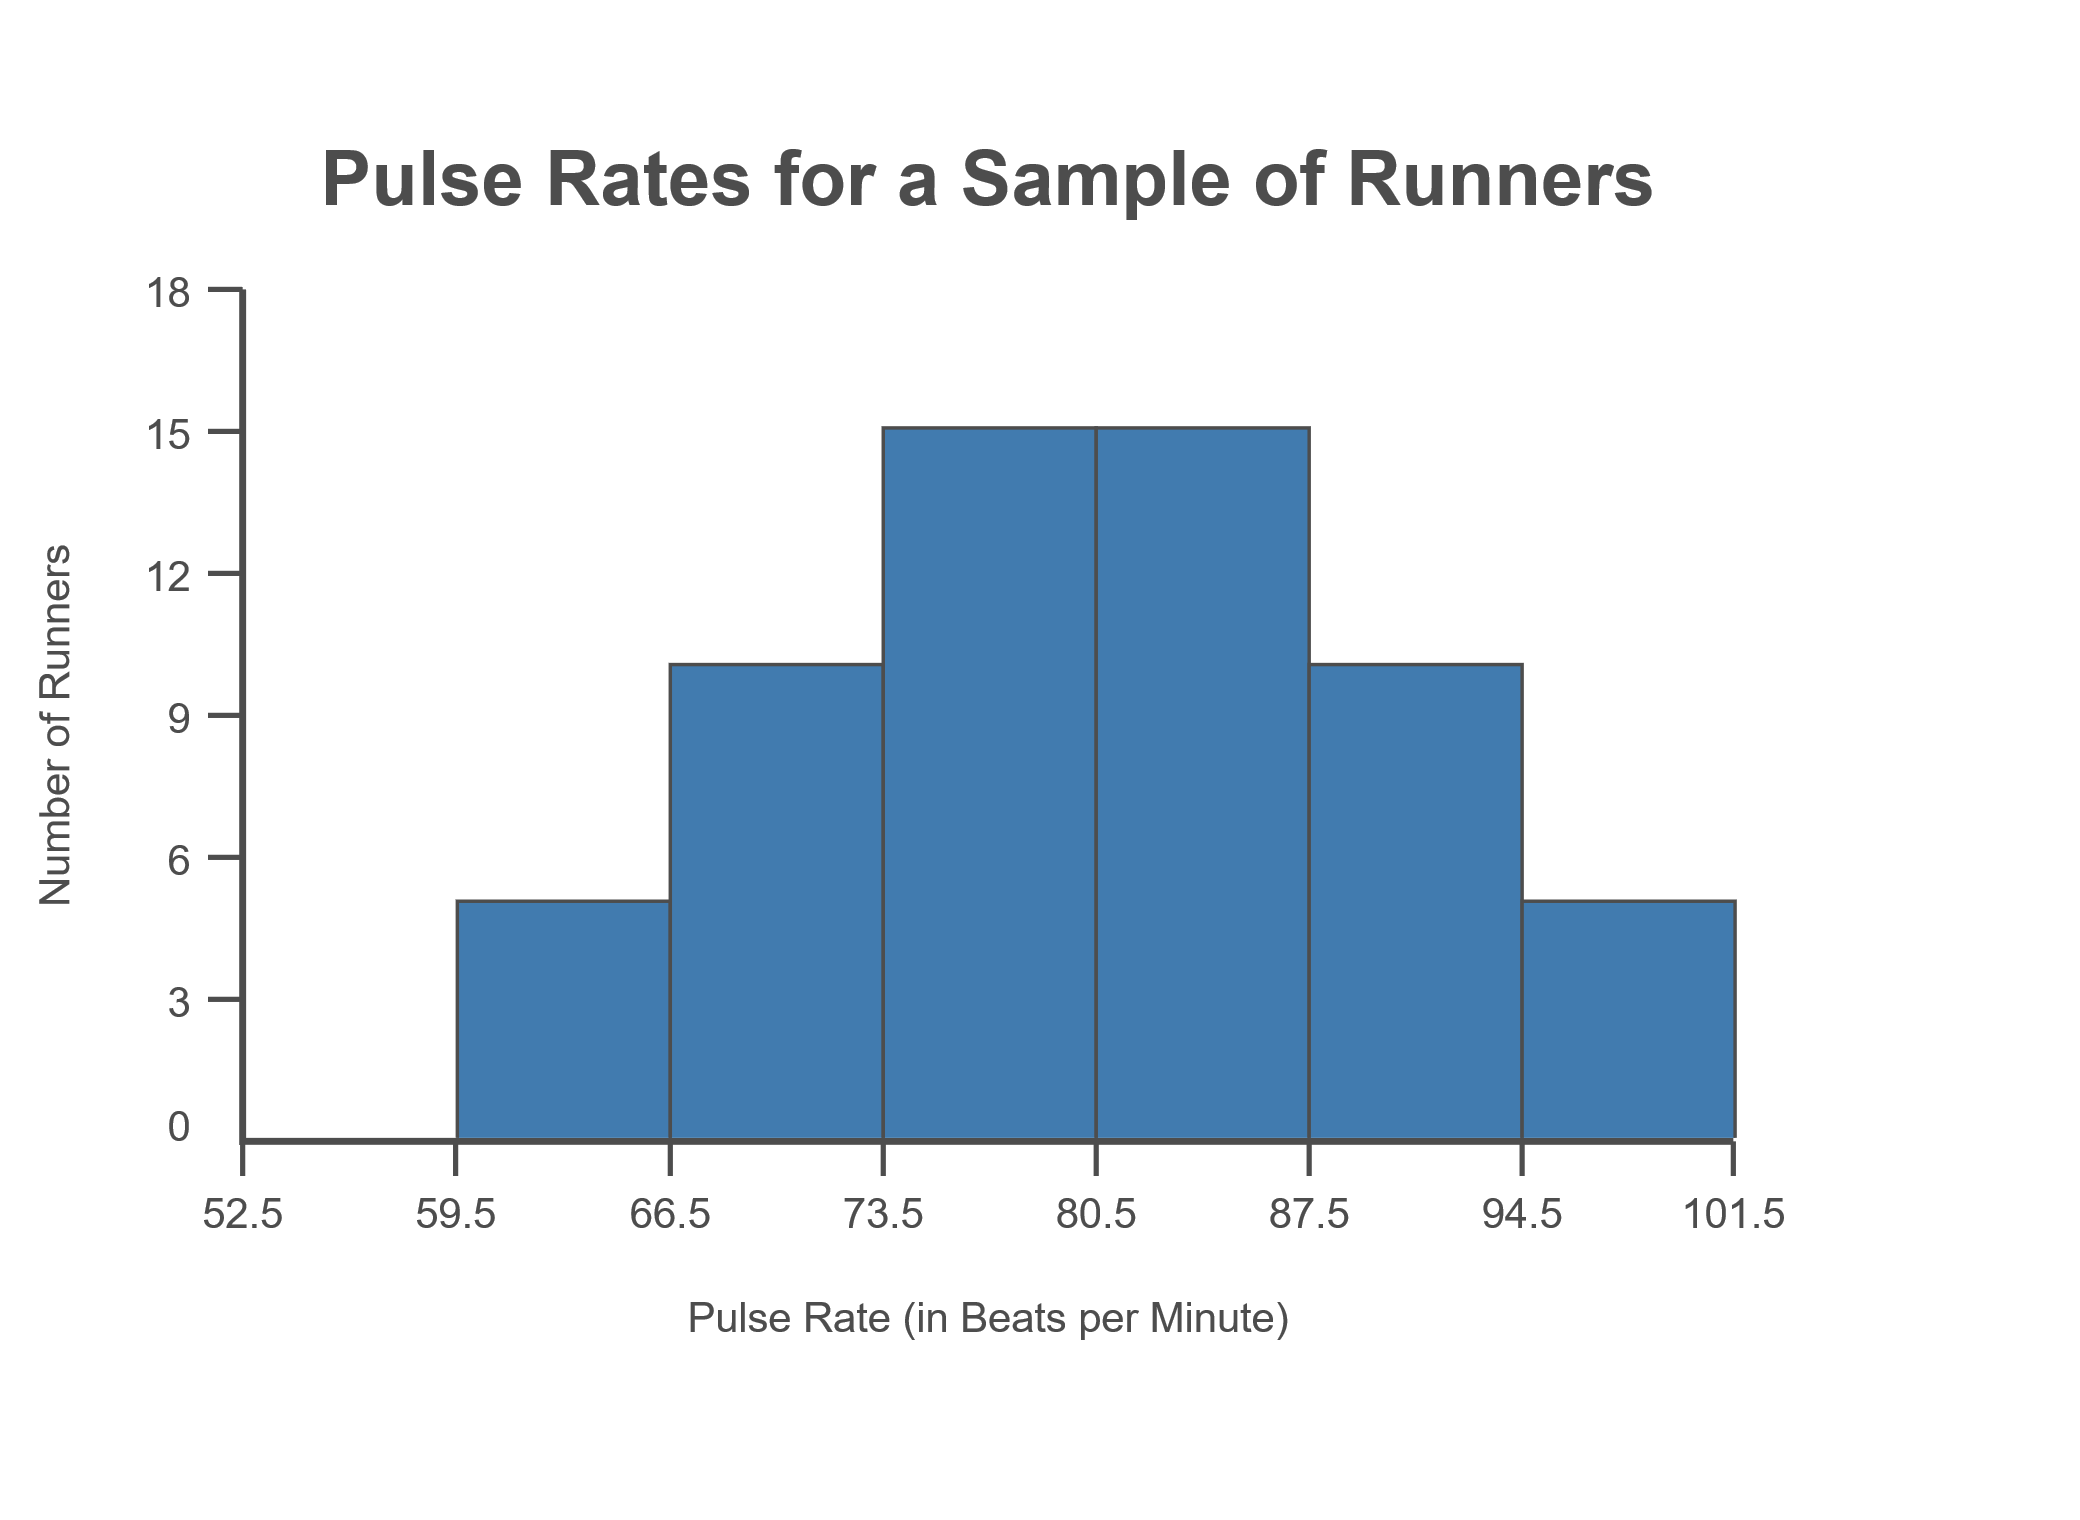 Pulse Rates for a Sample of Runners
18
15
12
9
6
3
0
Number of Runners
52.5 59.5 66.5 73.5 80.5 87.5 94.5 101.5
Pulse Rate (in Beats per Minute)